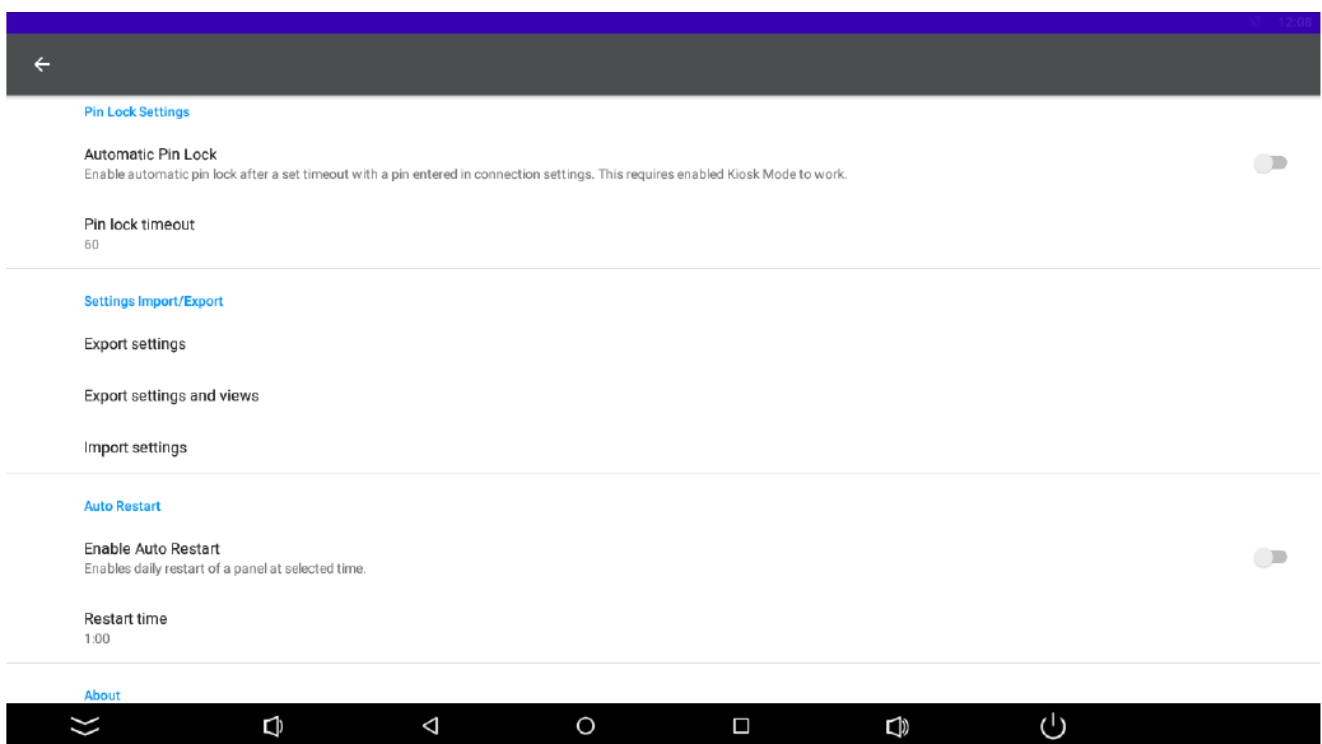 12:08
Pin Lock Settings
Automatic Pin Lock
Enable automatic pin lock after a set timeout with a pin entered in connection settings. This requires enabled Kiosk Mode to work.
Pin lock timeout
60
Settings Import/Export
Export settings
Export settings and views
Import settings
Auto Restart
Enable Auto Restart
Enables daily restart of a panel at selected time.
Restart time
1:00
About